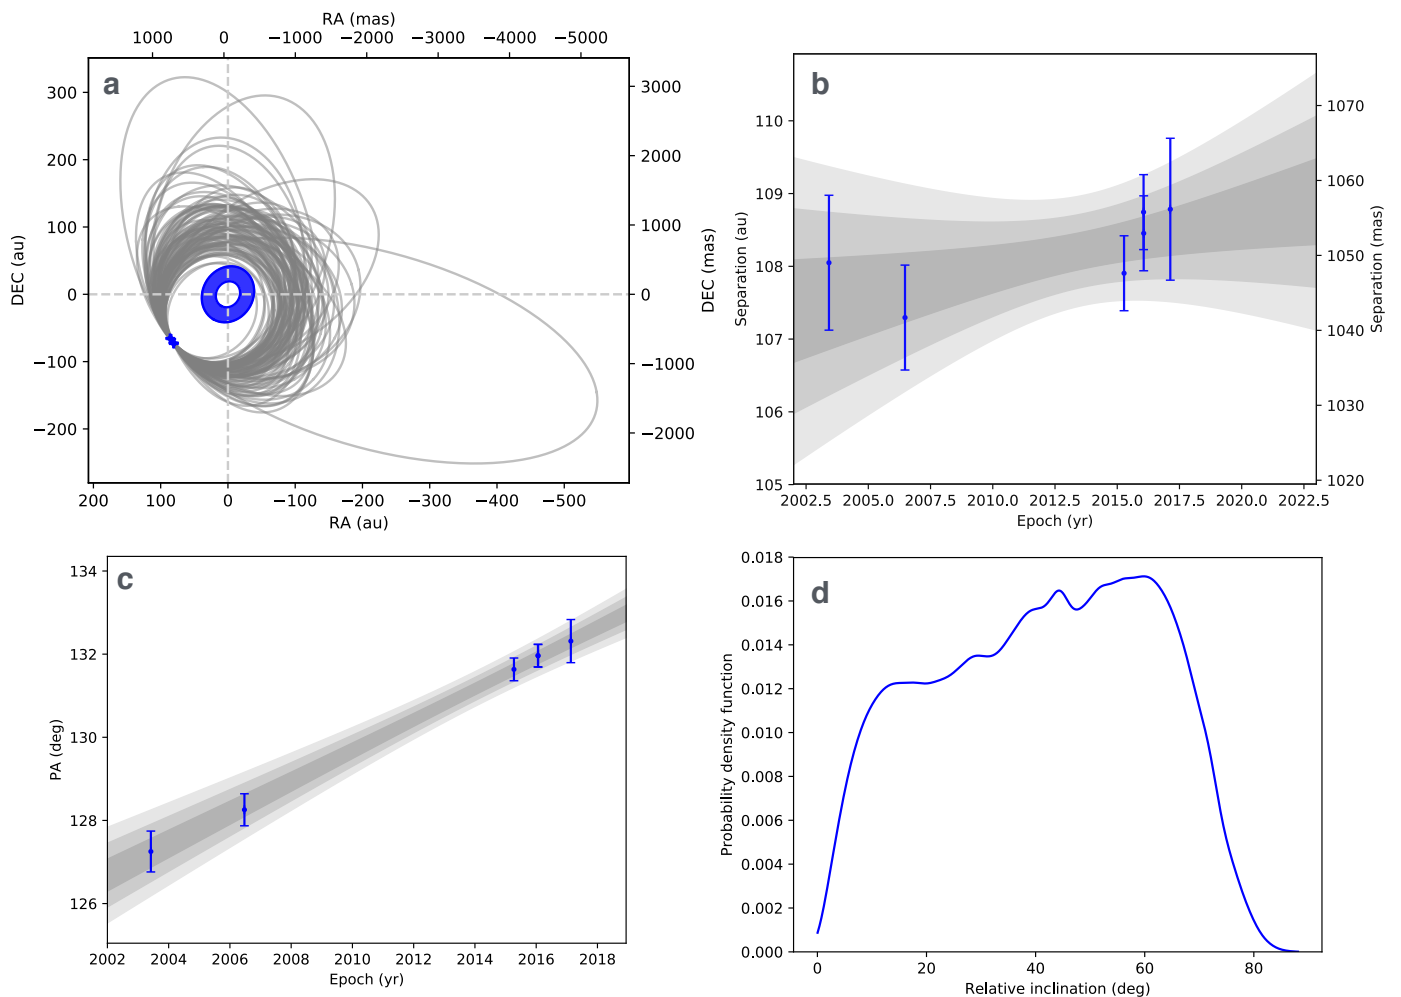 RA (mas)
1000 0 −1000 −2000 −3000 −4000 −5000
a
DEC (au)
300
200
100
0
−100
−200
3000
2000
1000
0
−1000
−2000
DEC (mas)
200 100 0 −100 −200 −300 −400 −500
RA (au)
b
Separation (au)
110
109
108
107
106
105
1070
1060
1050
1040
1030
1020
Separation (mas)
2002.5 2005.0 2007.5 2010.0 2012.5 2015.0 2017.5 2020.0 2022.5
Epoch (yr)
c
PA (deg)
134
132
130
128
126
2002 2004 2006 2008 2010 2012 2014 2016 2018
Epoch (yr)
d
Probability density function
0.018
0.016
0.014
0.012
0.010
0.008
0.006
0.004
0.002
0.000
0 20 40 60 80
Relative inclination (deg)